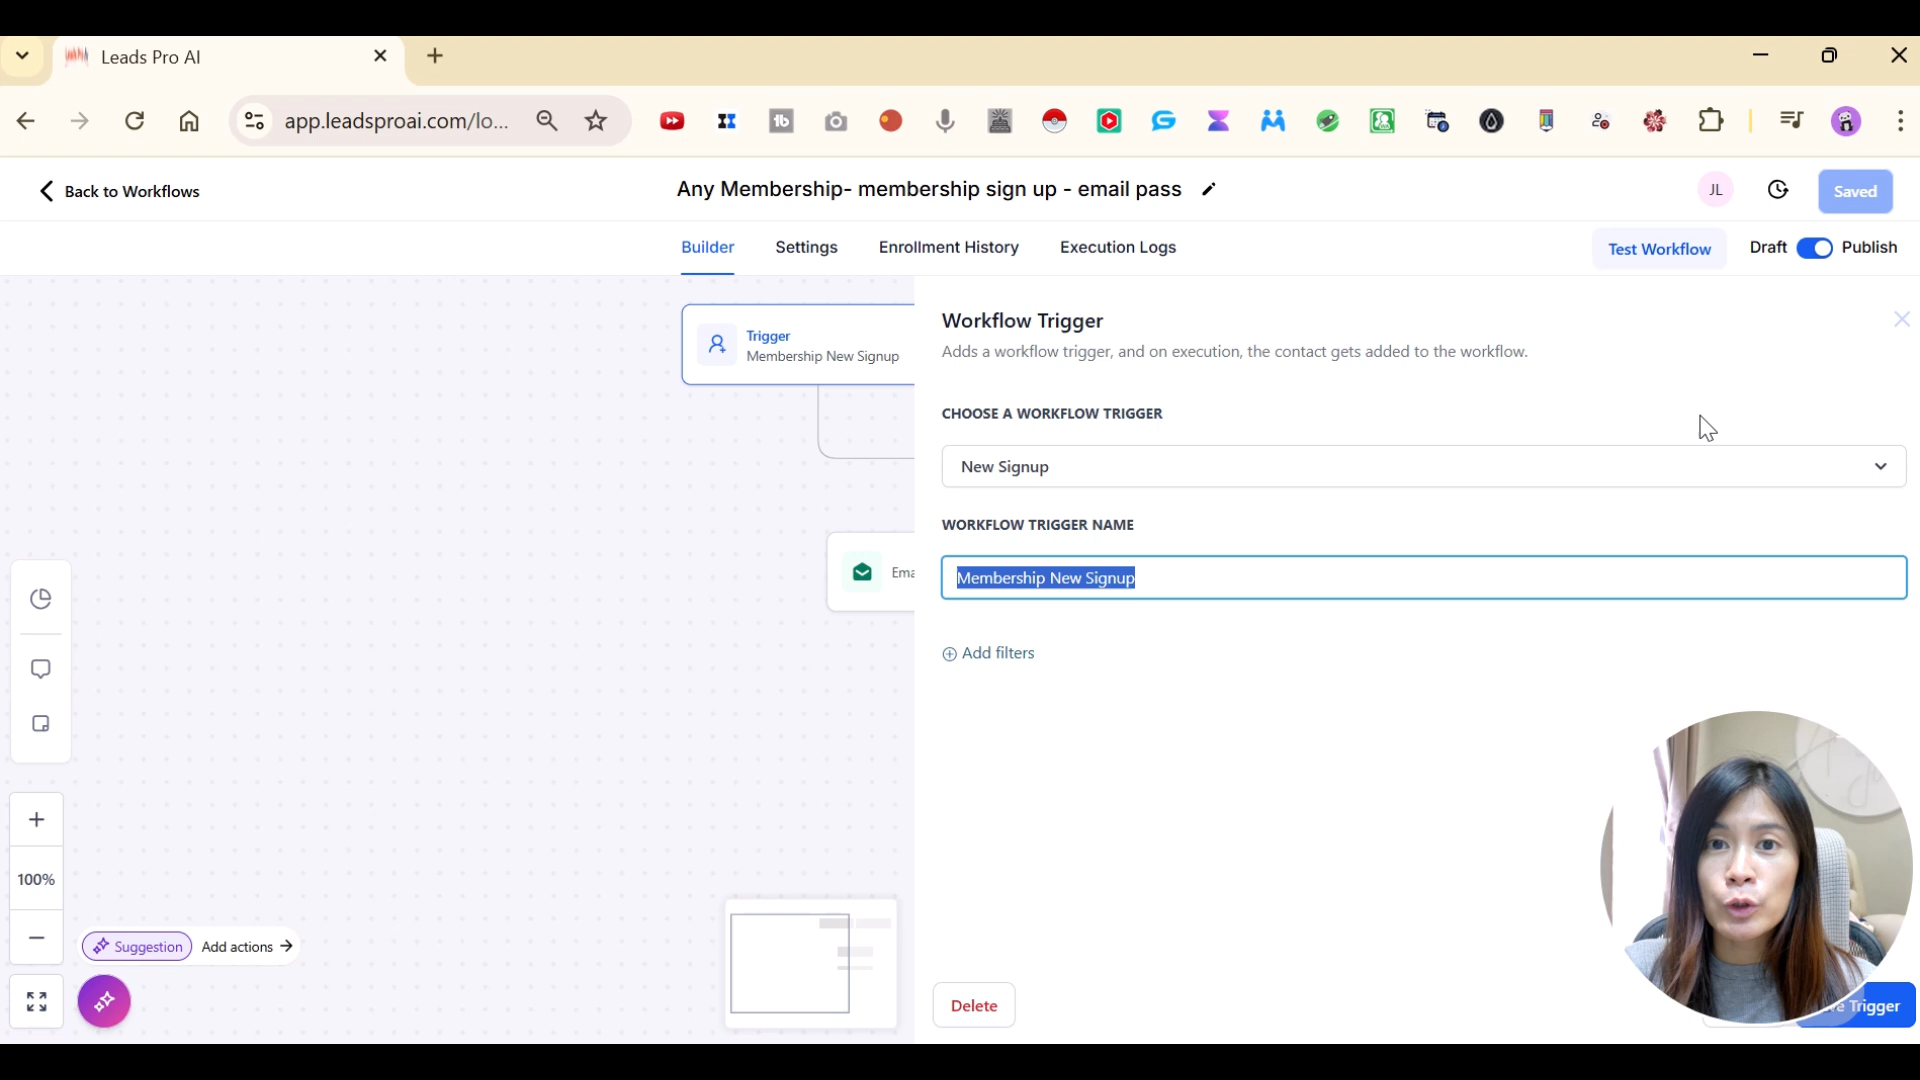 Leads Pro AI
app.leadsproai.com/lo...
Back to Workflows
Any Membership- membership sign up - email pass
JL
Saved
Builder
Settings
Enrollment History
Execution Logs
Test Workflow
Draft
Publish
Trigger
Membership New Signup
Workflow Trigger
Adds a workflow trigger, and on execution, the contact gets added to the workflow.
CHOOSE A WORKFLOW TRIGGER
New Signup
WORKFLOW TRIGGER NAME
Membership New Signup
Ema
Add filters
100%
Suggestion
Add actions
Delete
Trigger